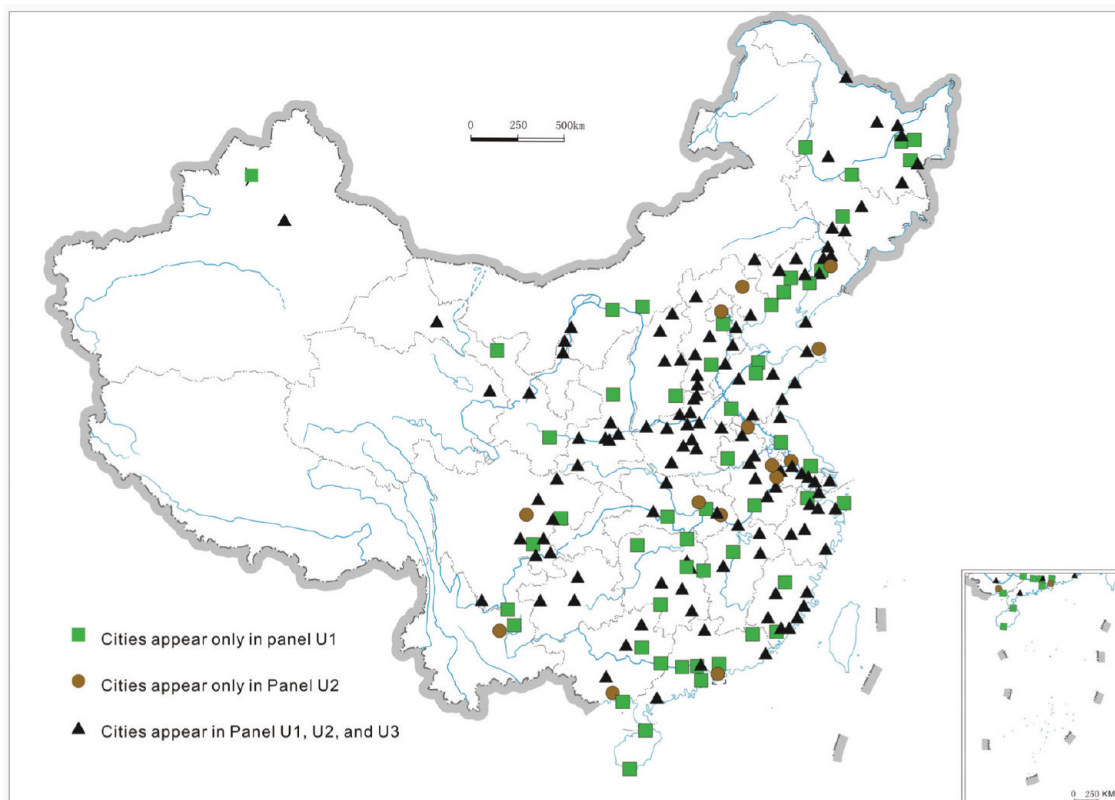 0 250 500km
Cities appear only in panel U1
Cities appear only in Panel U2
Cities appear in Panel U1, U2, and U3
0 250 KM